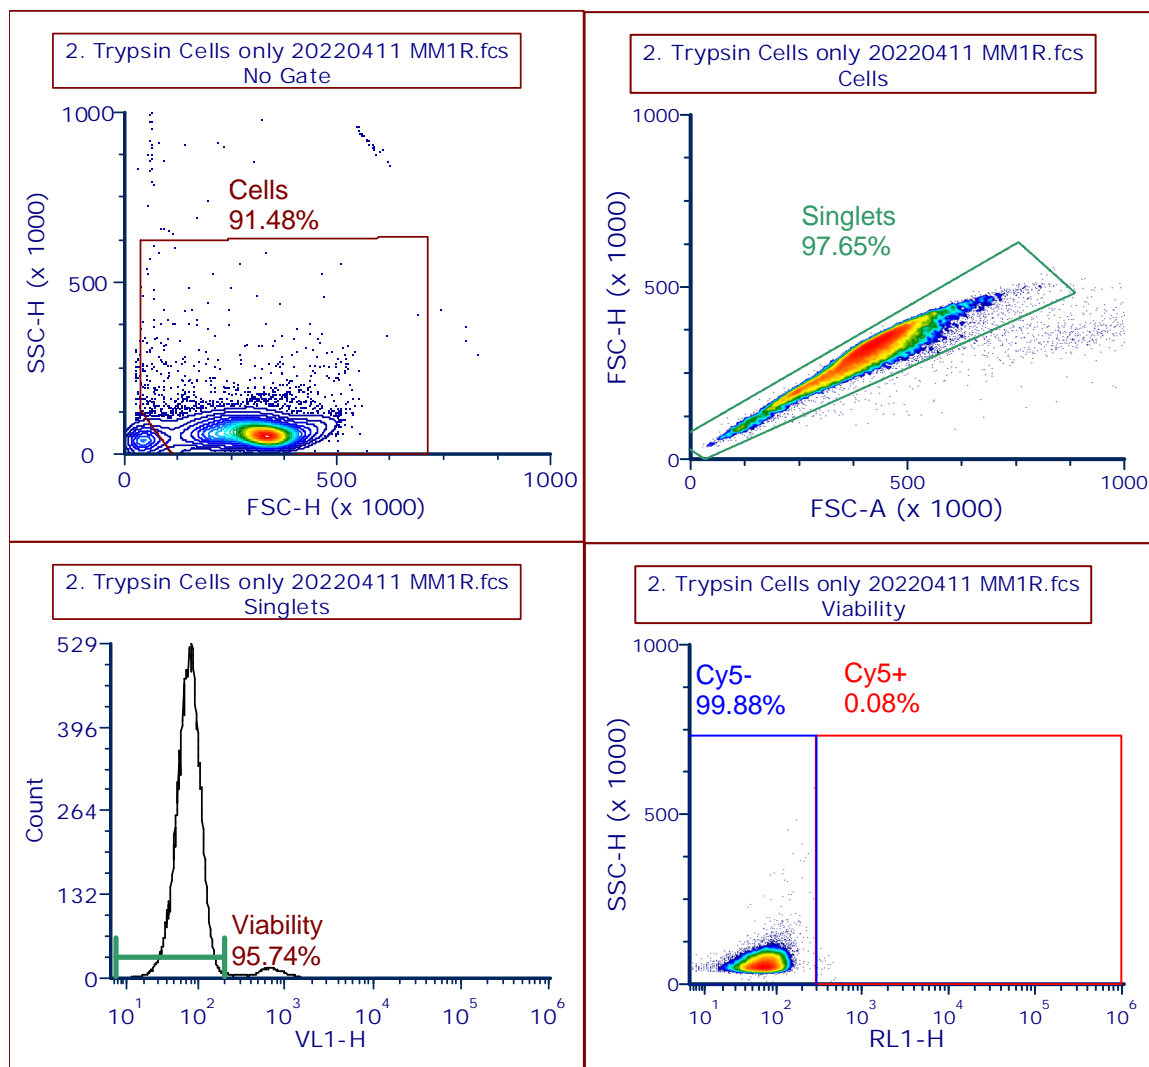 2. Trypsin Cells only 20220411 MM1R.fcs
No Gate
1000
500
0
SSC-H (x 1000)
Cells
91.48%
0
500
1000
FSC-H (x 1000)
2. Trypsin Cells only 20220411 MM1R.fcs
Cells
1000
500
0
FSC-H (x 1000)
Singlets
97.65%
0
500
1000
FSC-A (x 1000)
2. Trypsin Cells only 20220411 MM1R.fcs
Singlets
529
396
264
132
0
Count
Viability
95.74%
10^1 10^2 10^3 10^4 10^5 10^6
VL1-H
2. Trypsin Cells only 20220411 MM1R.fcs
Viability
1000
500
0
SSC-H (x 1000)
Cy5-
99.88%
Cy5+
0.08%
10^1 10^2 10^3 10^4 10^5 10^6
RL1-H